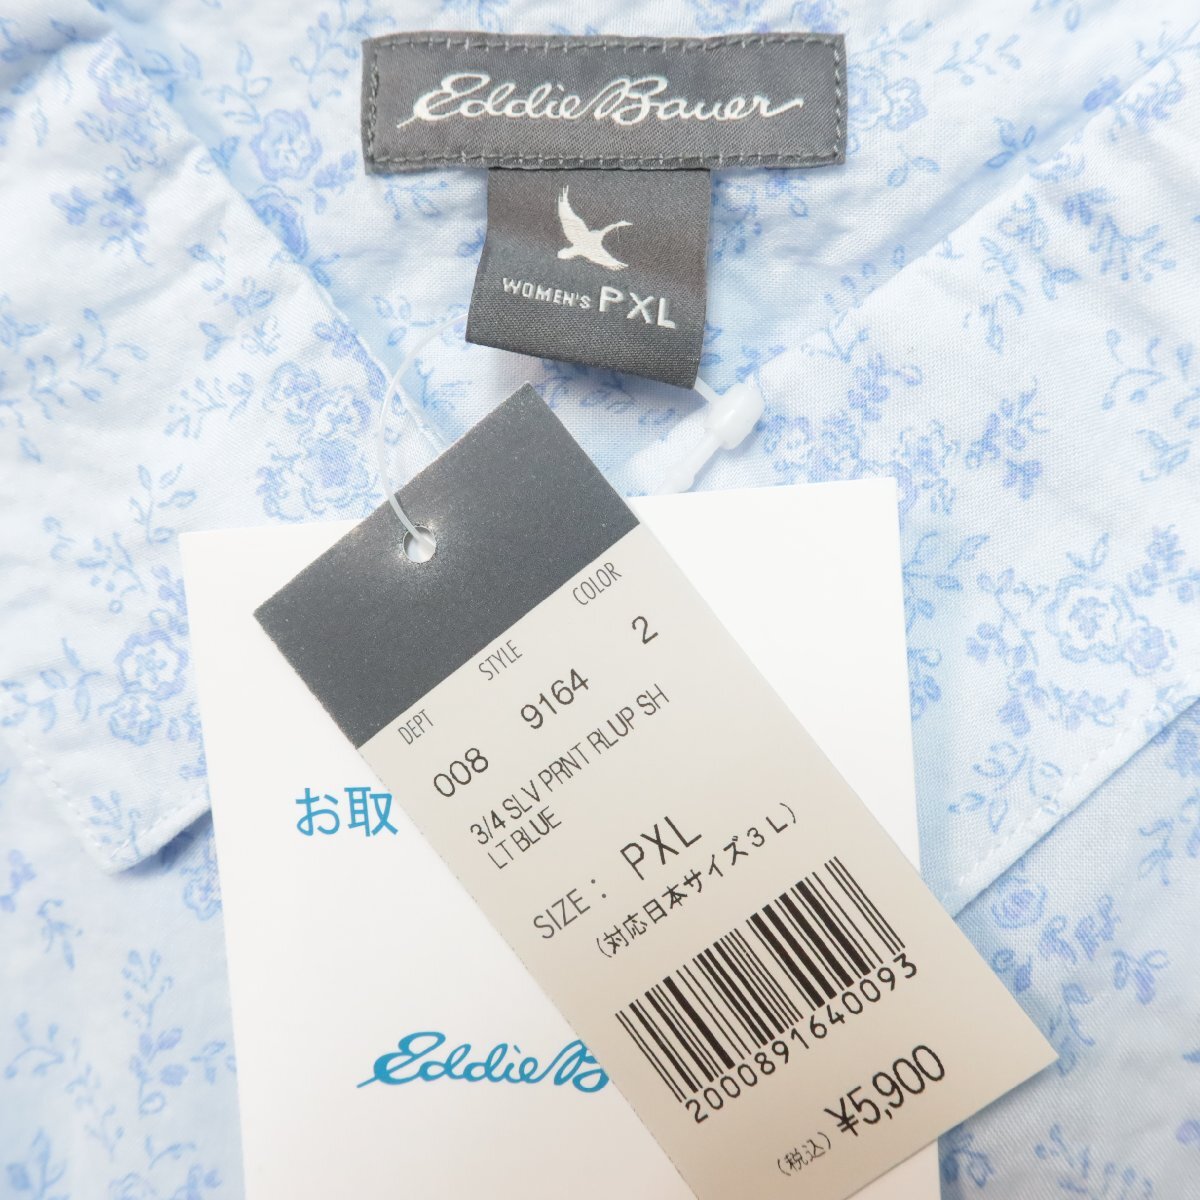 Eddie Bauer
WOMEN'S PXL
DEPT STYLE COLOR
008 9164 2
3/4 SLV PRNT RLUP SH
LT BLUE
SIZE: PXL
(対応日本サイズ3L)
2000891640093
(税込) ¥5,900
お取
Eddie B